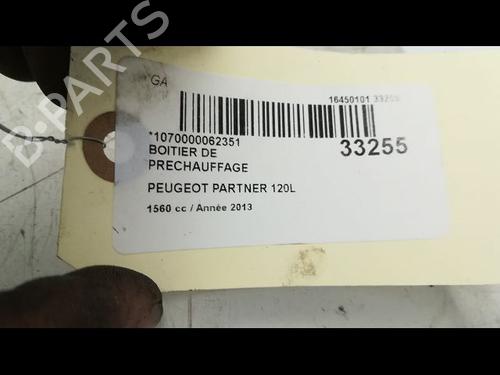 GA
16450101 33255
*1070000062351
BOITIER DE
33255
PRECHAUFFAGE
PEUGEOT PARTNER 120L
1560 cc / Année 2013
B-PARTS